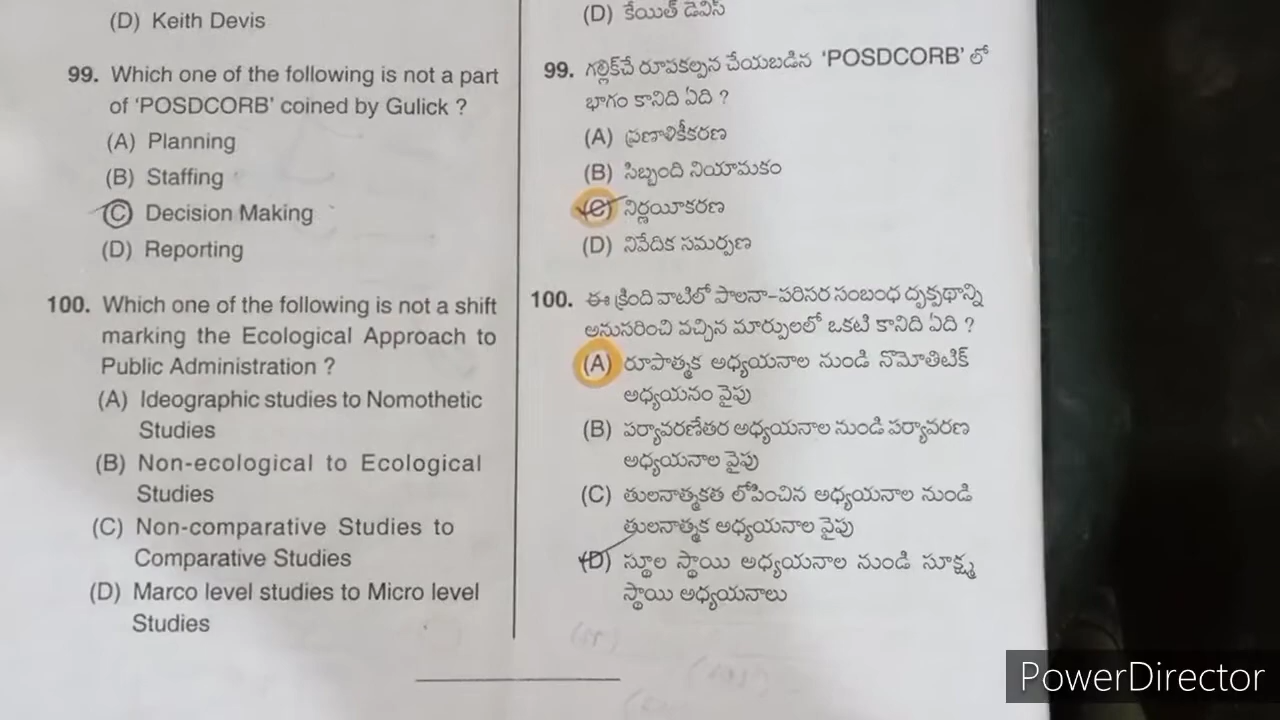 (D) Keith Devis
99. Which one of the following is not a part
of 'POSDCORB' coined by Gulick ?
(A) Planning
(B) Staffing
(C) Decision Making
(D) Reporting
100. Which one of the following is not a shift
marking the Ecological Approach to
Public Administration ?
(A) Ideographic studies to Nomothetic
Studies
(B) Non-ecological to Ecological
Studies
(C) Non-comparative Studies to
Comparative Studies
(D) Marco level studies to Micro level
Studies
(D) కేయిత్ డెవిస్
99. గల్లిక్‌చే రూపకల్పన చేయబడిన 'POSDCORB' లో
భాగం కానిది ఏది ?
(A) ప్రణాళికీకరణ
(B) సిబ్బంది నియామకం
(C) నిర్ణయీకరణ
(D) నివేదిక సమర్పణ
100. ఈ క్రింది వాటిలో పాలనా-పరిసర సంబంధ దృక్పథాన్ని
అనుసరించి వచ్చిన మార్పులలో ఒకటి కానిది ఏది ?
(A) రూపాత్మక అధ్యయనాల నుండి నొమోతిటిక్
అధ్యయనం వైపు
(B) పర్యావరణేతర అధ్యయనాల నుండి పర్యావరణ
అధ్యయనాల వైపు
(C) తులనాత్మకత లోపించిన అధ్యయనాల నుండి
తులనాత్మక అధ్యయనాల వైపు
(D) స్థూల స్థాయి అధ్యయనాల నుండి సూక్ష్మ
స్థాయి అధ్యయనాలు
PowerDirector